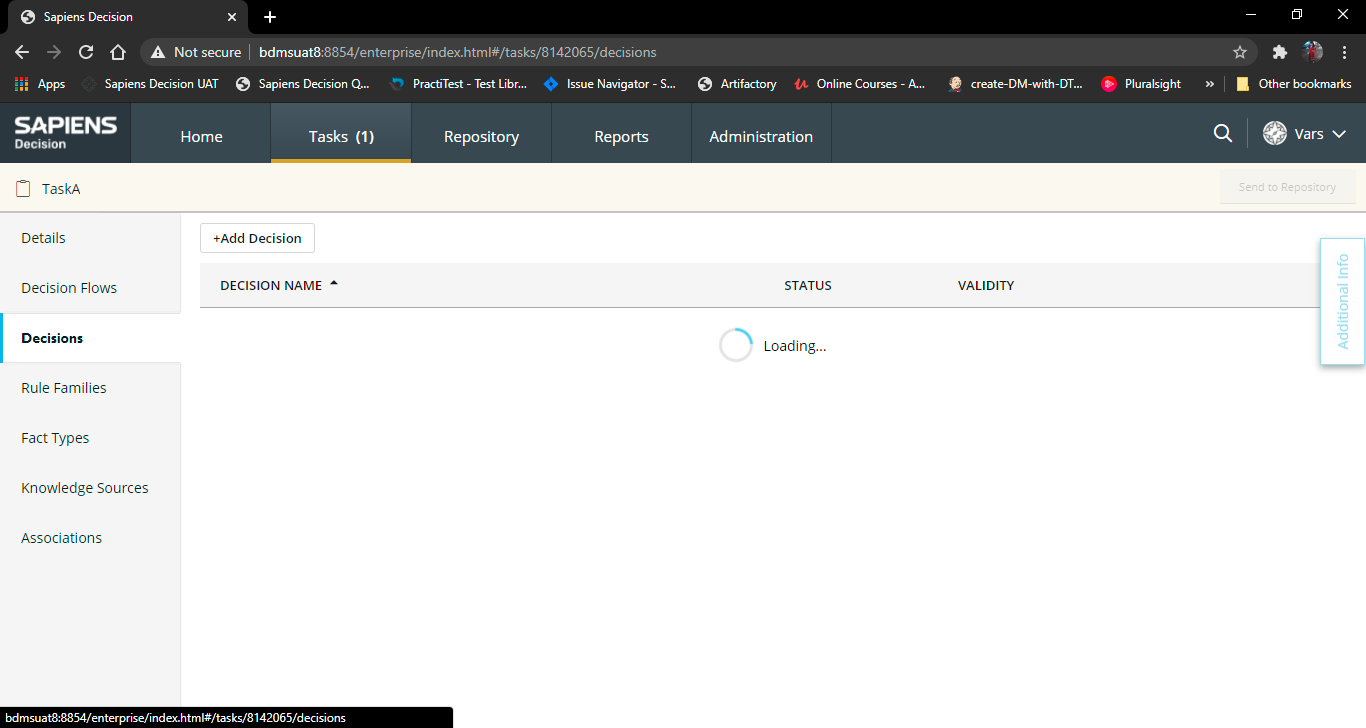 Sapiens Decision
Not secure bdmsuat8:8854/enterprise/index.html#/tasks/8142065/decisions
Apps Sapiens Decision UAT Sapiens Decision Q... PractiTest - Test Libr... Issue Navigator - S... Artifactory Online Courses - A... create-DM-with-DT... Pluralsight » Other bookmarks
SAPIENS
Decision
Home Tasks (1) Repository Reports Administration Vars
TaskA Send to Repository
Details
Decision Flows
Decisions
Rule Families
Fact Types
Knowledge Sources
Associations
+Add Decision
DECISION NAME STATUS VALIDITY
Loading...
Additional Info
bdmsuat8:8854/enterprise/index.html#/tasks/8142065/decisions